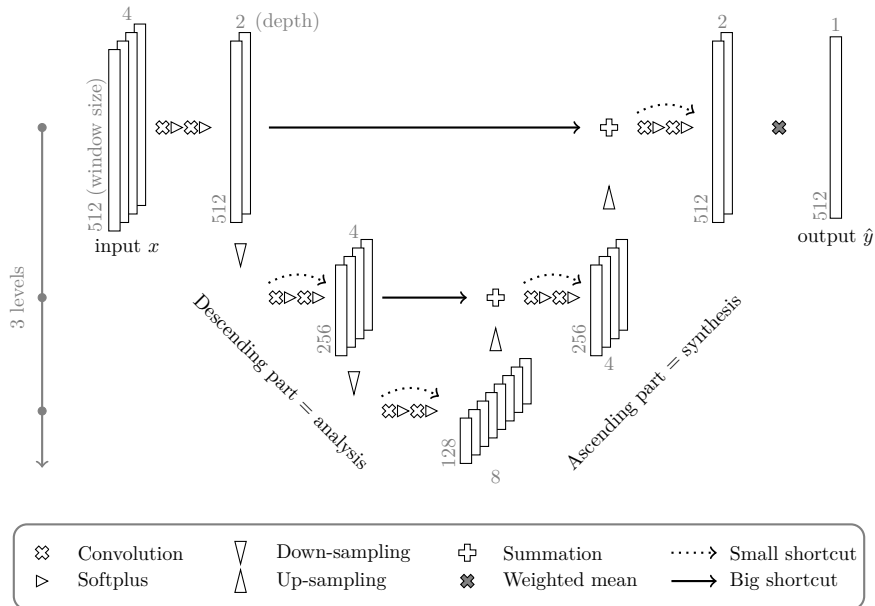 4
2 (depth)
2
1
512 (window size)
512
512
512
input x
output ŷ
3 levels
4
256
256
4
Descending part = analysis
Ascending part = synthesis
128
8
Convolution
Down-sampling
Summation
Small shortcut
Softplus
Up-sampling
Weighted mean
Big shortcut